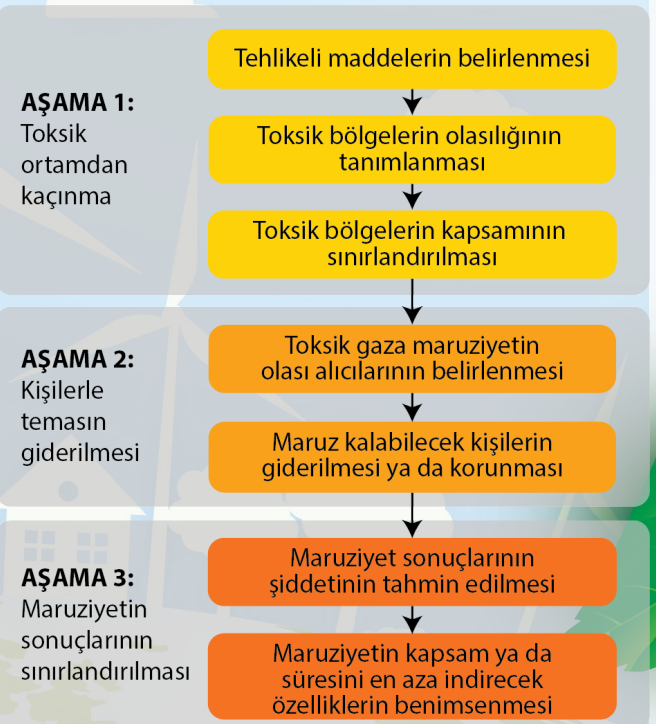 AŞAMA 1:
Toksik
ortamdan
kaçınma
Tehlikeli maddelerin belirlenmesi
Toksik bölgelerin olasılığının
tanımlanması
Toksik bölgelerin kapsamının
sınırlandırılması
AŞAMA 2:
Kişilerle
temasın
giderilmesi
Toksik gaza maruziyetin
olası alıcılarının belirlenmesi
Maruz kalabilecek kişilerin
giderilmesi ya da korunması
AŞAMA 3:
Maruziyetin
sonuçlarının
sınırlandırılması
Maruziyet sonuçlarının
şiddetinin tahmin edilmesi
Maruziyetin kapsam ya da
süresini en aza indirecek
özelliklerin benimsenmesi